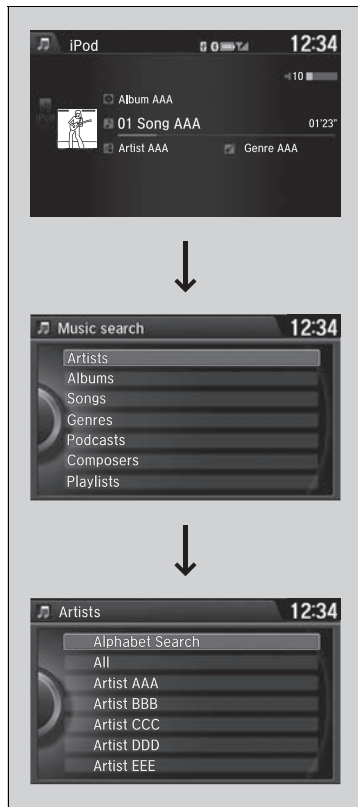 iPod 12:34
10
Album AAA
01 Song AAA 01'23"
Artist AAA Genre AAA
Music search 12:34
Artists
Albums
Songs
Genres
Podcasts
Composers
Playlists
Artists 12:34
Alphabet Search
All
Artist AAA
Artist BBB
Artist CCC
Artist DDD
Artist EEE